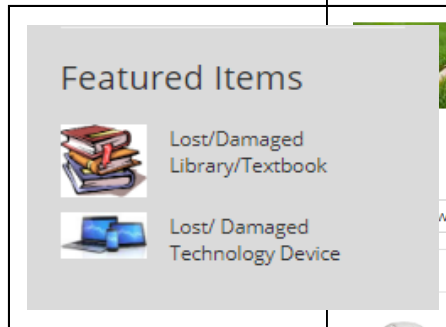 Featured Items
Lost/Damaged
Library/Textbook
Lost/ Damaged
Technology Device